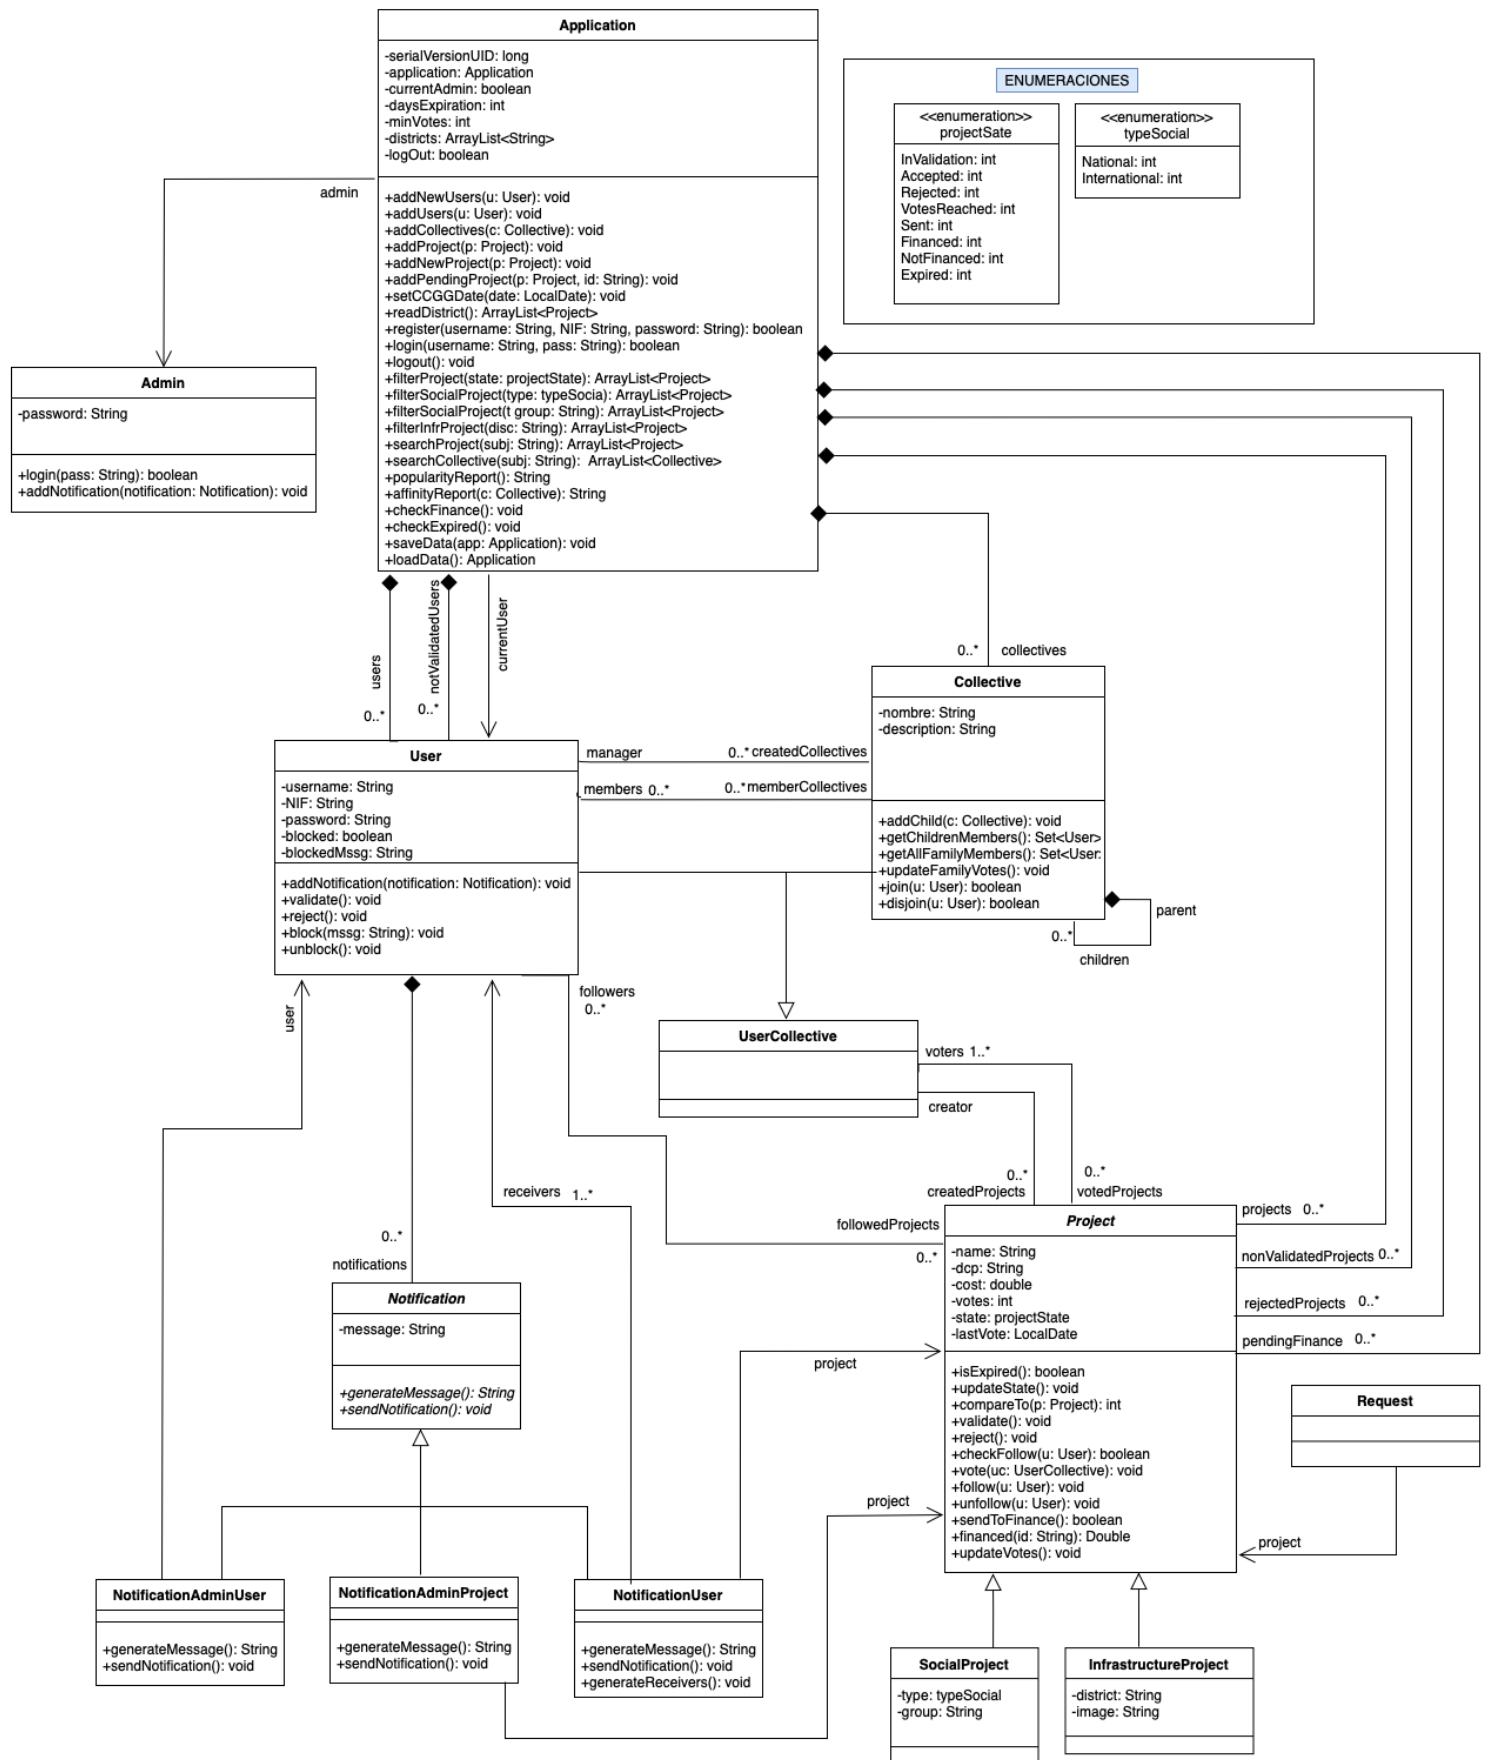 Application
-serialVersionUID: long
-application: Application
-currentAdmin: boolean
-daysExpiration: int
-minVotes: int
-districts: ArrayList<String>
-logOut: boolean
+addNewUsers(u: User): void
+addUsers(u: User): void
+addCollectives(c: Collective): void
+addProject(p: Project): void
+addNewProject(p: Project): void
+addPendingProject(p: Project, id: String): void
+setCCGGDate(date: LocalDate): void
+readDistrict(): ArrayList<Project>
+register(username: String, NIF: String, password: String): boolean
+login(username: String, pass: String): boolean
+logout(): void
+filterProject(state: projectState): ArrayList<Project>
+filterSocialProject(type: typeSocia): ArrayList<Project>
+filterSocialProject(t group: String): ArrayList<Project>
+filterInfrProject(disc: String): ArrayList<Project>
+searchProject(subj: String): ArrayList<Project>
+searchCollective(subj: String):  ArrayList<Collective>
+popularityReport(): String
+affinityReport(c: Collective): String
+checkFinance(): void
+checkExpired(): void
+saveData(app: Application): void
+loadData(): Application
ENUMERACIONES
<<enumeration>>
projectSate
InValidation: int
Accepted: int
Rejected: int
VotesReached: int
Sent: int
Financed: int
NotFinanced: int
Expired: int
<<enumeration>>
typeSocial
National: int
International: int
admin
Admin
-password: String
+login(pass: String): boolean
+addNotification(notification: Notification): void
users
0..*
notValidatedUsers
0..*
currentUser
0..*
collectives
Collective
-nombre: String
-description: String
+addChild(c: Collective): void
+getChildrenMembers(): Set<User>
+getAllFamilyMembers(): Set<User:
+updateFamilyVotes(): void
+join(u: User): boolean
+disjoin(u: User): boolean
parent
0..*
children
User
-username: String
-NIF: String
-password: String
-blocked: boolean
-blockedMssg: String
+addNotification(notification: Notification): void
+validate(): void
+reject(): void
+block(mssg: String): void
+unblock(): void
manager
0..* createdCollectives
members 0..*
0..* memberCollectives
user
followers
0..*
UserCollective
voters 1..*
creator
0..*
createdProjects
0..*
votedProjects
receivers 1..*
0..*
notifications
followedProjects
0..*
Notification
-message: String
+generateMessage(): String
+sendNotification(): void
Project
-name: String
-dcp: String
-cost: double
-votes: int
-state: projectState
-lastVote: LocalDate
+isExpired(): boolean
+updateState(): void
+compareTo(p: Project): int
+validate(): void
+reject(): void
+checkFollow(u: User): boolean
+vote(uc: UserCollective): void
+follow(u: User): void
+unfollow(u: User): void
+sendToFinance(): boolean
+financed(id: String): Double
+updateVotes(): void
projects 0..*
nonValidatedProjects 0..*
rejectedProjects 0..*
pendingFinance 0..*
project
project
Request
project
NotificationAdminUser
+generateMessage(): String
+sendNotification(): void
NotificationAdminProject
+generateMessage(): String
+sendNotification(): void
NotificationUser
+generateMessage(): String
+sendNotification(): void
+generateReceivers(): void
SocialProject
-type: typeSocial
-group: String
InfrastructureProject
-district: String
-image: String